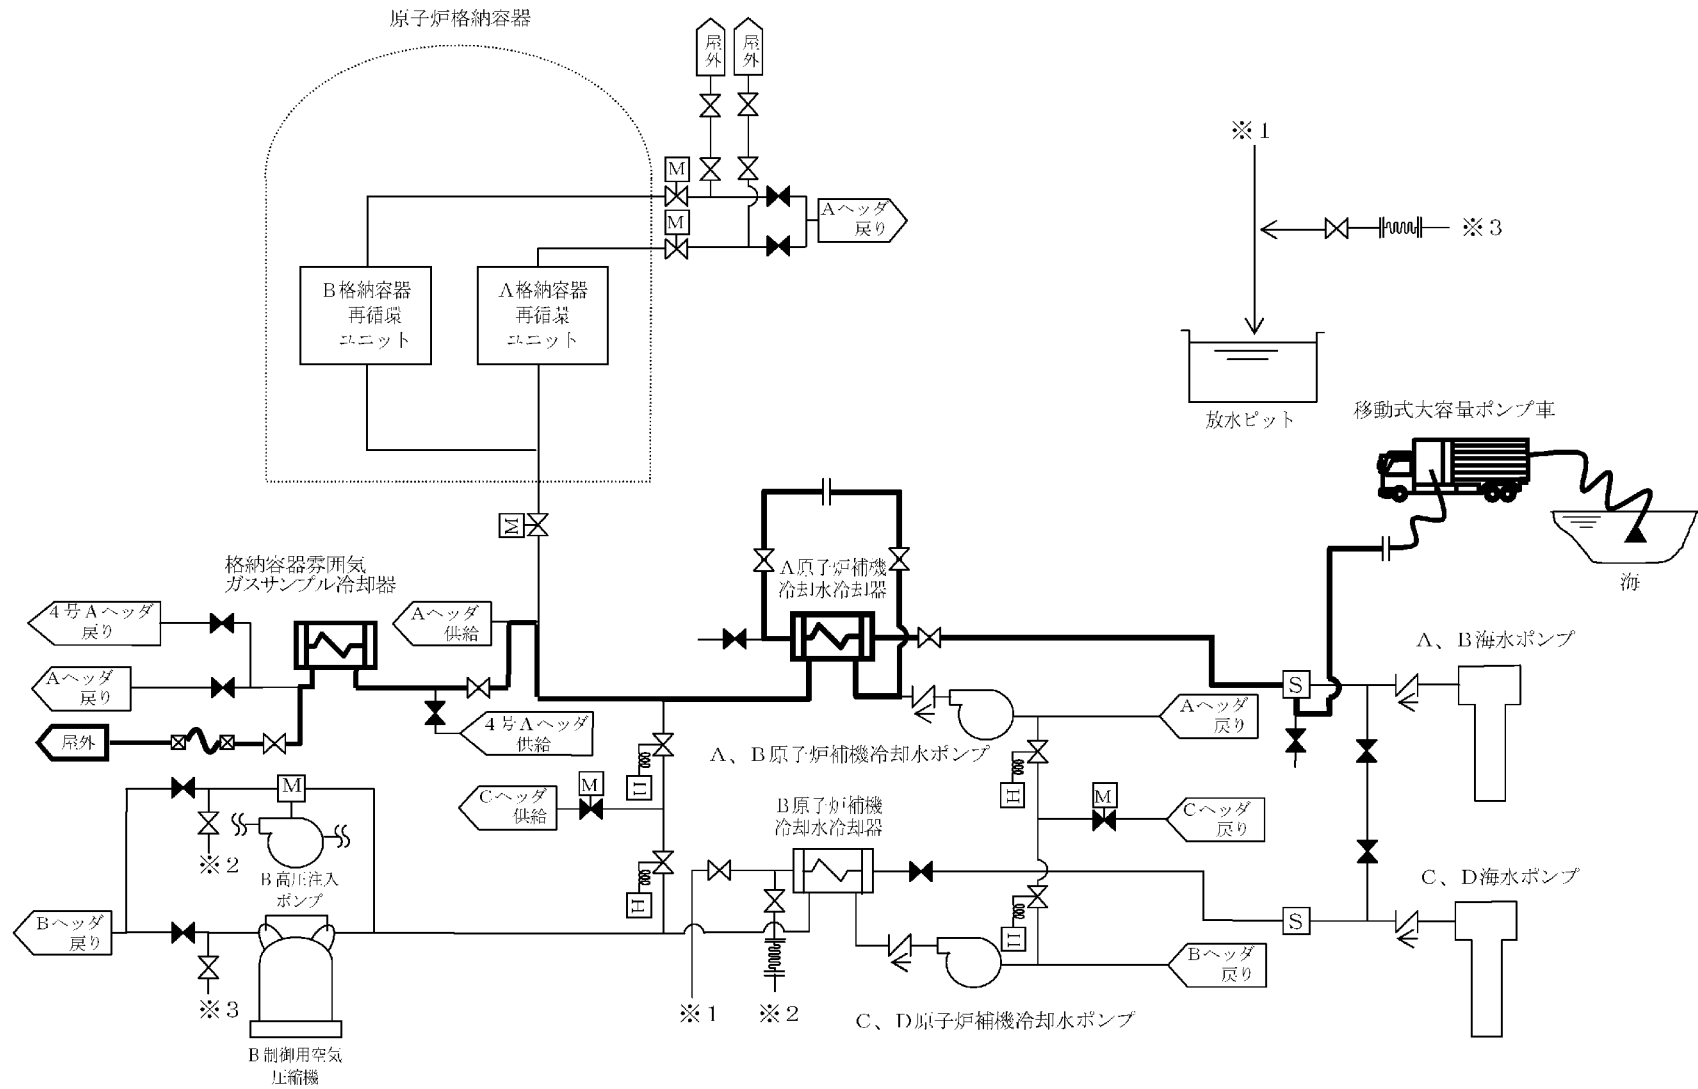 原子炉格納容器
屋外
屋外
※1
M
Aヘッダ
戻り
M
※3
B格納容器
再循環
ユニット
A格納容器
再循環
ユニット
放水ピット
移動式大容量ポンプ車
M
格納容器雰囲気
ガスサンプル冷却器
A原子炉補機
冷却水冷却器
海
4号Aヘッダ
戻り
Aヘッダ
供給
A、B海水ポンプ
Aヘッダ
戻り
S
4号Aヘッダ
供給
Aヘッダ
戻り
屋外
A、B原子炉補機冷却水ポンプ
H
H
M
M
M
Cヘッダ
供給
B原子炉補機
冷却水冷却器
Cヘッダ
戻り
※2
B高圧注入
ポンプ
C、D海水ポンプ
H
H
S
Bヘッダ
戻り
Bヘッダ
戻り
※3
※1
※2
C、D原子炉補機冷却水ポンプ
B制御用空気
圧縮機